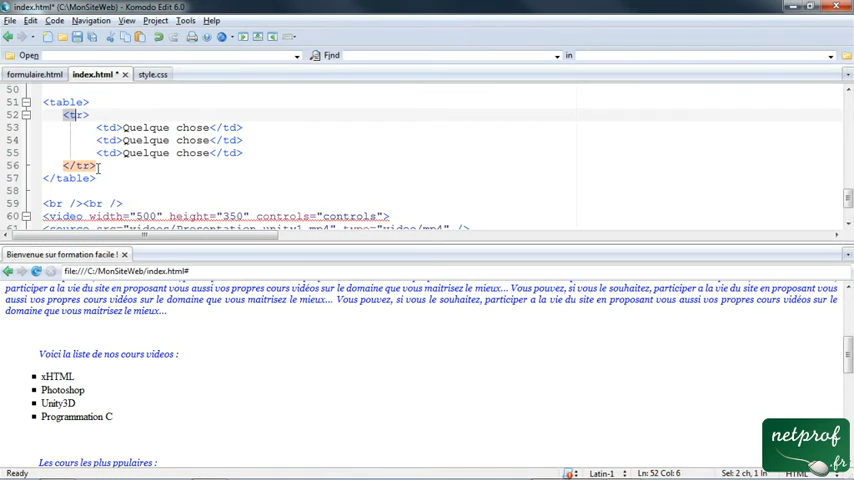 index.html* - Komodo Edit 6.0
File Edit Code Navigation View Project Tools Help
Open Find in
formulaire.html index.html * style.css
50
51 <table>
52 <tr>
53 <td>Quelque chose</td>
54 <td>Quelque chose</td>
55 <td>Quelque chose</td>
56 </tr>
57 </table>
58
59 <br /><br />
60 <video width="500" height="350" controls="controls">
61 <source src="videos/Presentation_unity1.mp4" type="video/mp4" />
Bienvenue sur formation facile !
file:///C:/MonSiteWeb/index.html#
participer a la vie du site en proposant vous aussi vos propres cours vidéos sur le domaine que vous maitrisez le mieux... Vous pouvez, si vous le souhaitez, participer a la vie du site en proposant vous
aussi vos propres cours vidéos sur le domaine que vous maitrisez le mieux... Vous pouvez, si vous le souhaitez, participer a la vie du site en proposant vous aussi vos propres cours vidéos sur le
domaine que vous maitrisez le mieux...
Voici la liste de nos cours videos :
xHTML
Photoshop
Unity3D
Programmation C
Les cours les plus ppulaires :
netprof
.fr
Ready Latin-1 Ln: 52 Col: 6 Sel: 2 ch, 1 ln HTML